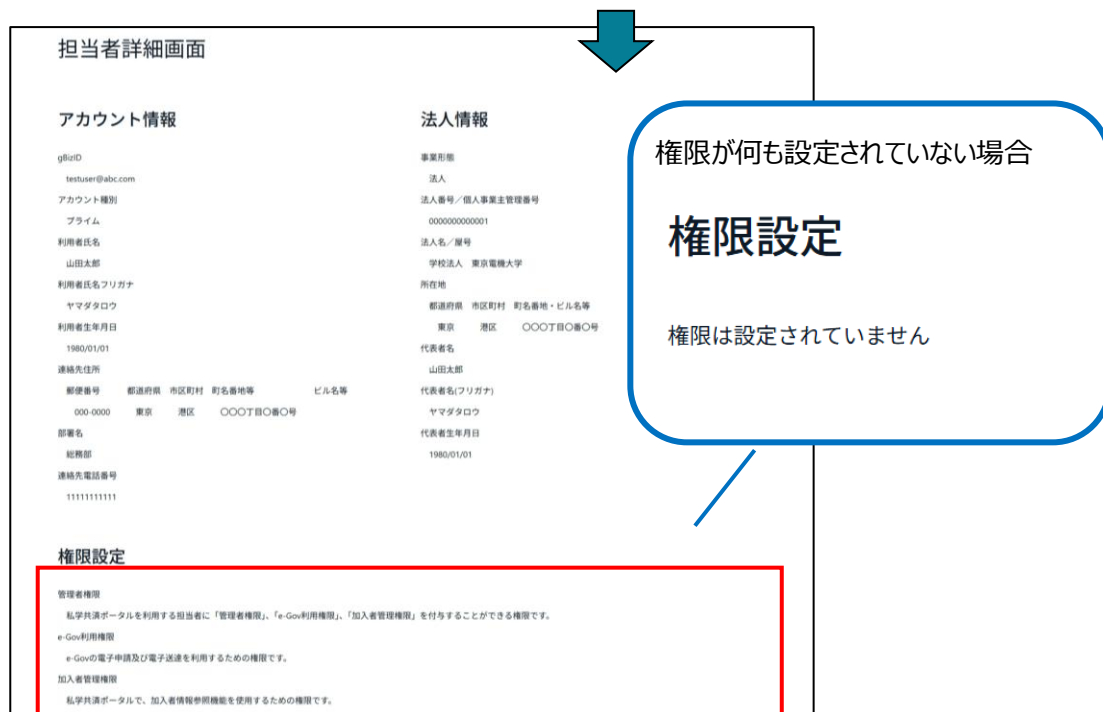 担当者詳細画面
アカウント情報
gBizID
testuser@abc.com
アカウント種別
プライム
利用者氏名
山田太郎
利用者氏名フリガナ
ヤマダタロウ
利用者生年月日
1980/01/01
連絡先住所
郵便番号 都道府県 市区町村 町名番地等 ビル名等
000-0000 東京 港区 〇〇〇丁目〇番〇号
部署名
総務部
連絡先電話番号
11111111111
法人情報
事業形態
法人
法人番号／個人事業主管理番号
0000000000001
法人名／屋号
学校法人 東京電機大学
所在地
都道府県 市区町村 町名番地・ビル名等
東京 港区 〇〇〇丁目〇番〇号
代表者名
山田太郎
代表者名(フリガナ)
ヤマダタロウ
代表者生年月日
1980/01/01
権限が何も設定されていない場合
権限設定
権限は設定されていません
権限設定
管理者権限
私学共済ポータルを利用する担当者に「管理者権限」、「e-Gov利用権限」、「加入者管理権限」を付与することができる権限です。
e-Gov利用権限
e-Govの電子申請及び電子送達を利用するための権限です。
加入者管理権限
私学共済ポータルで、加入者情報参照機能を使用するための権限です。